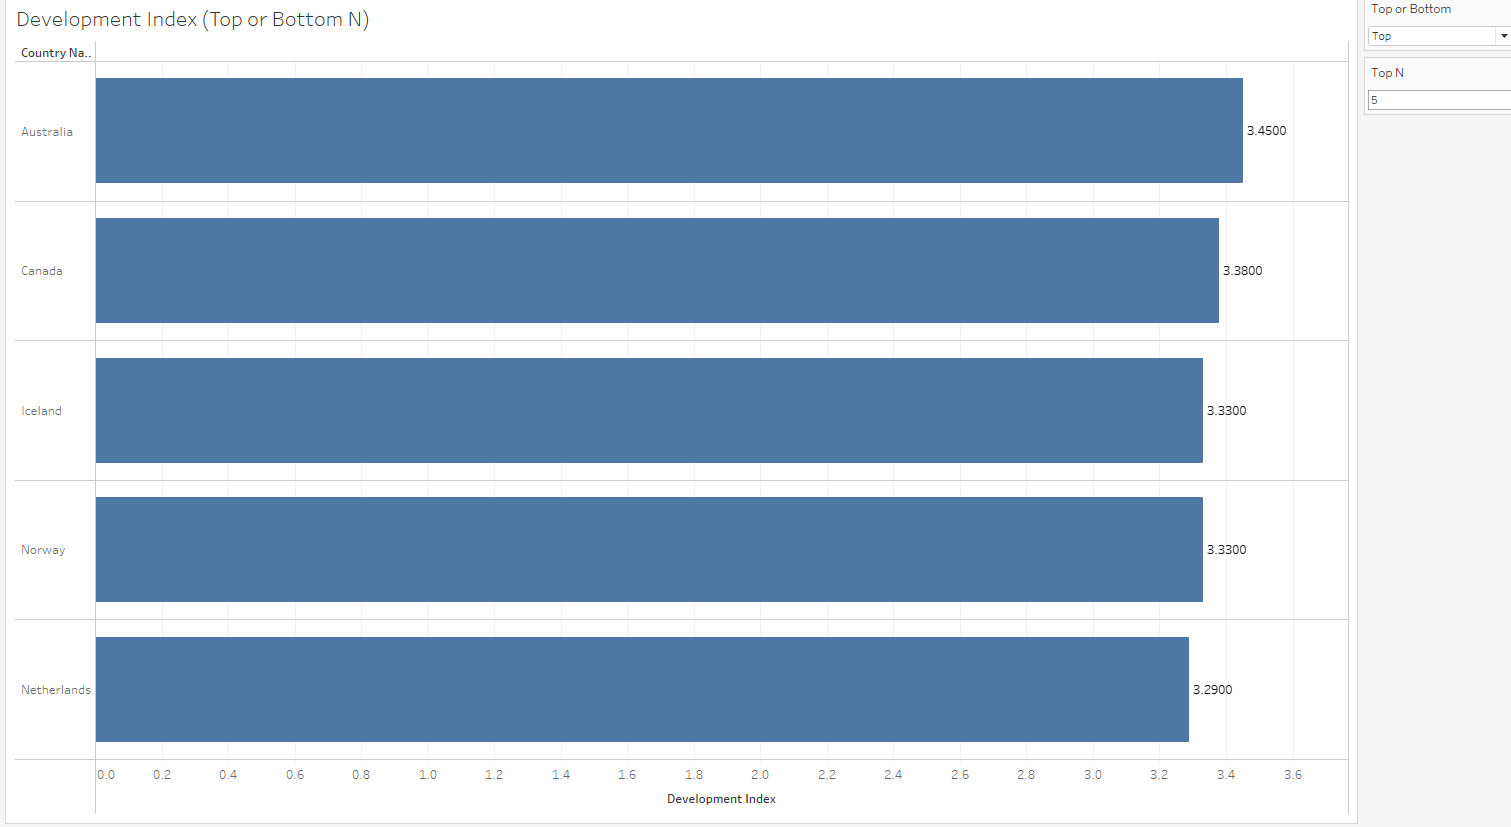 Development Index (Top or Bottom N)
Country Na..
Australia
3.4500
Canada
3.3800
Iceland
3.3300
Norway
3.3300
Netherlands
3.2900
0.0 0.2 0.4 0.6 0.8 1.0 1.2 1.4 1.6 1.8 2.0 2.2 2.4 2.6 2.8 3.0 3.2 3.4 3.6
Development Index
Top or Bottom
Top
Top N
5